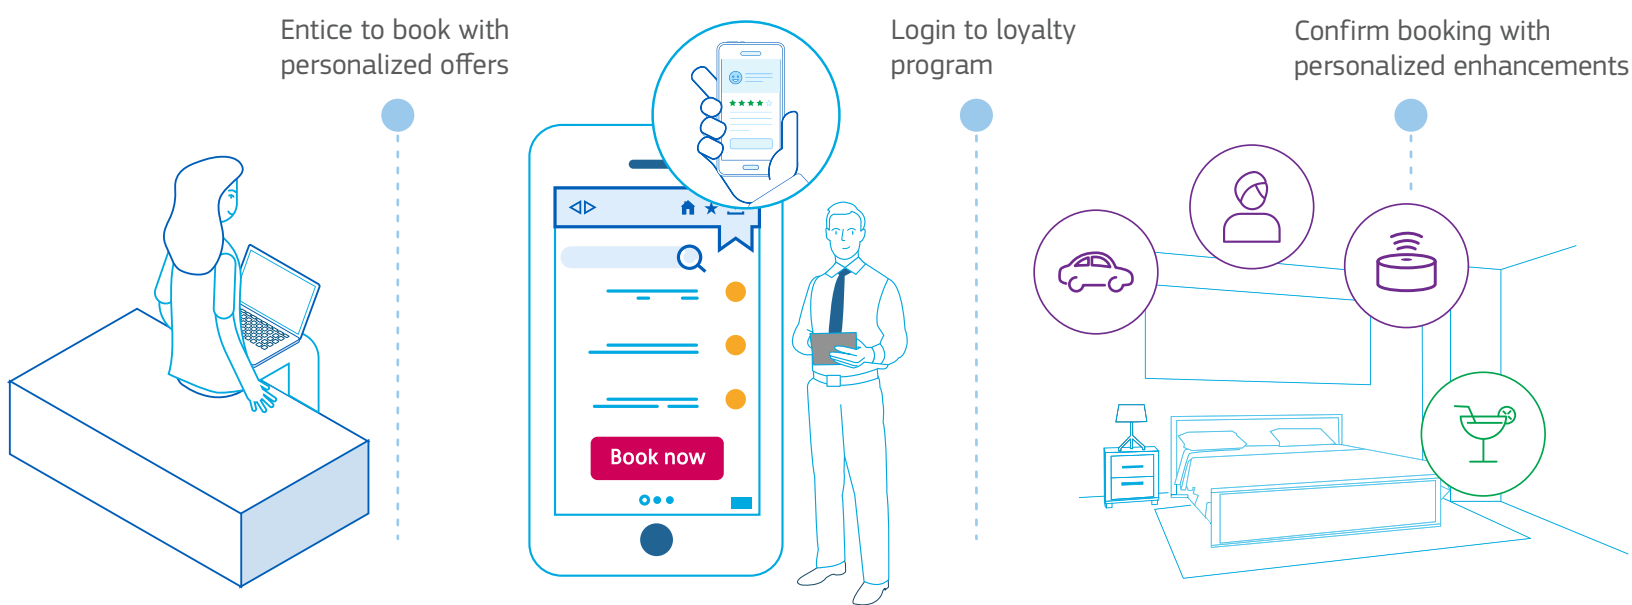 Entice to book with
personalized offers
Login to loyalty
program
Confirm booking with
personalized enhancements
Book now